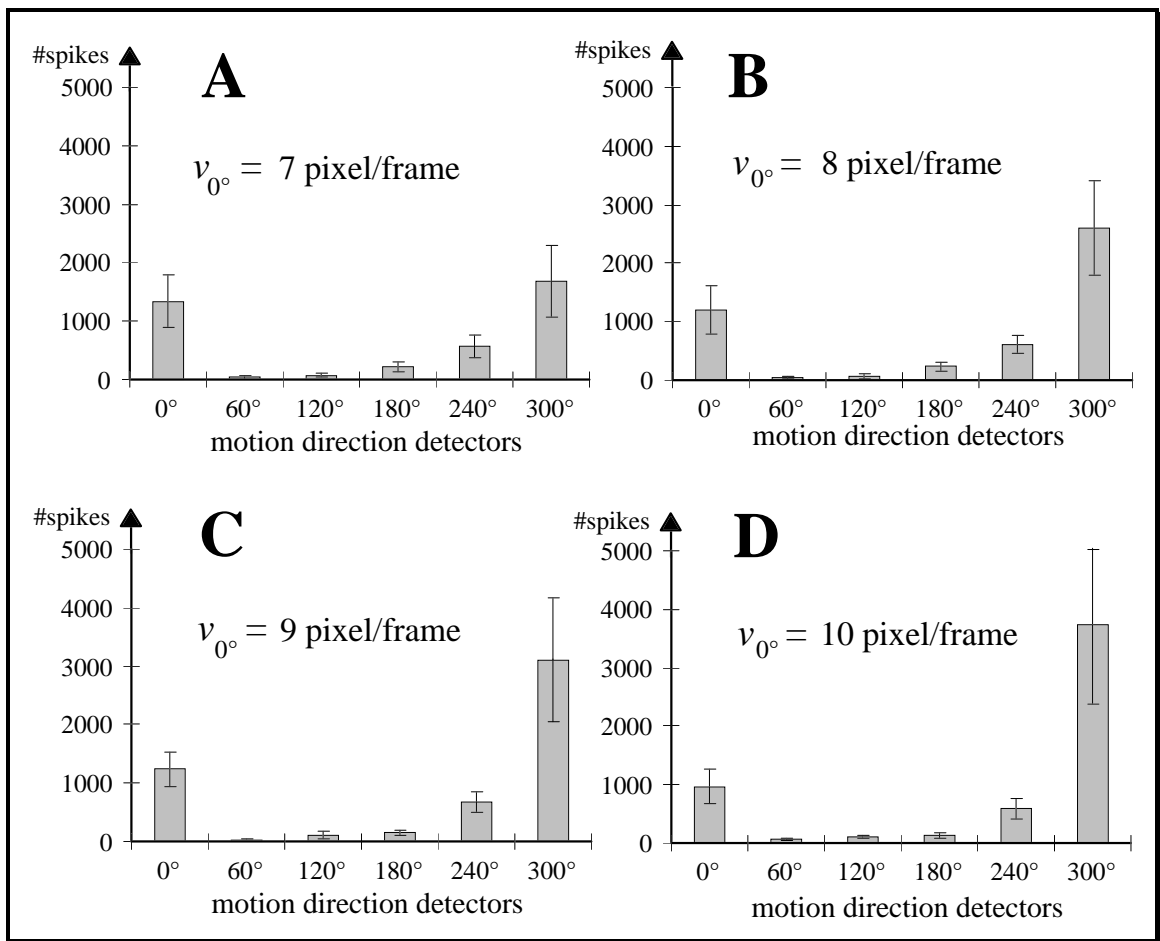 #spikes
A
5000
4000
v0° = 7 pixel/frame
3000
2000
1000
0
0° 60° 120° 180° 240° 300°
motion direction detectors
#spikes
B
5000
4000
v0° = 8 pixel/frame
3000
2000
1000
0
0° 60° 120° 180° 240° 300°
motion direction detectors
#spikes
C
5000
4000
v0° = 9 pixel/frame
3000
2000
1000
0
0° 60° 120° 180° 240° 300°
motion direction detectors
#spikes
D
5000
4000
v0° = 10 pixel/frame
3000
2000
1000
0
0° 60° 120° 180° 240° 300°
motion direction detectors